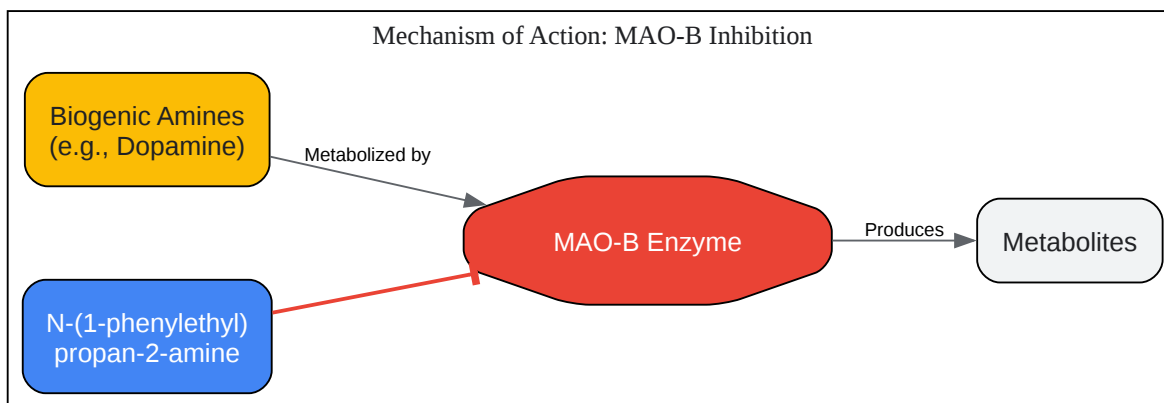 Mechanism of Action: MAO-B Inhibition
Biogenic Amines
(e.g., Dopamine)
Metabolized by
MAO-B Enzyme
Produces
Metabolites
N-(1-phenylethyl)
propan-2-amine